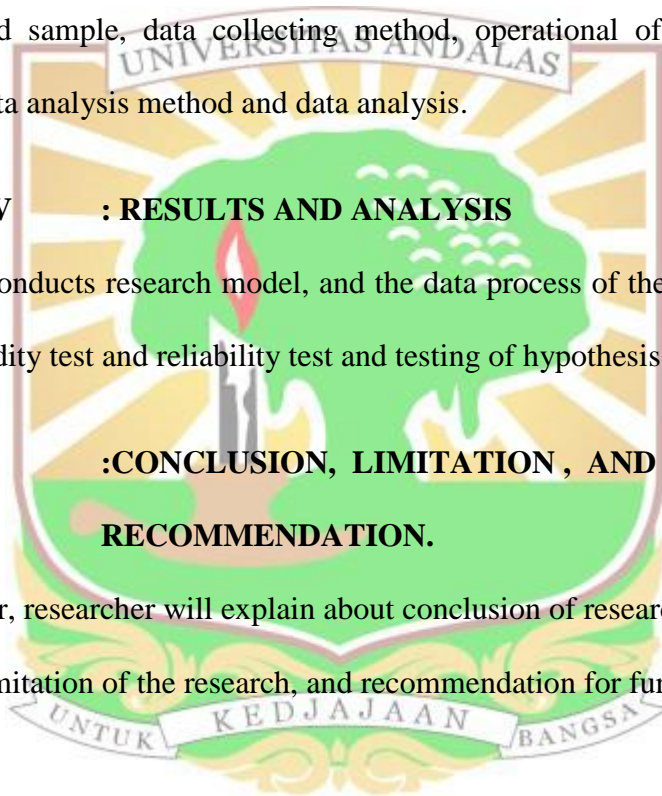 d sample, data collecting method, operational of
UNIVERSITAS ANDALAS
ta analysis method and data analysis.
V : RESULTS AND ANALYSIS
onducts research model, and the data process of the
dity test and reliability test and testing of hypothesis
:CONCLUSION, LIMITATION , AND
RECOMMENDATION.
r, researcher will explain about conclusion of researc
mitation of the research, and recommendation for fur
UNTUK KEDJAJAAN BANGSA